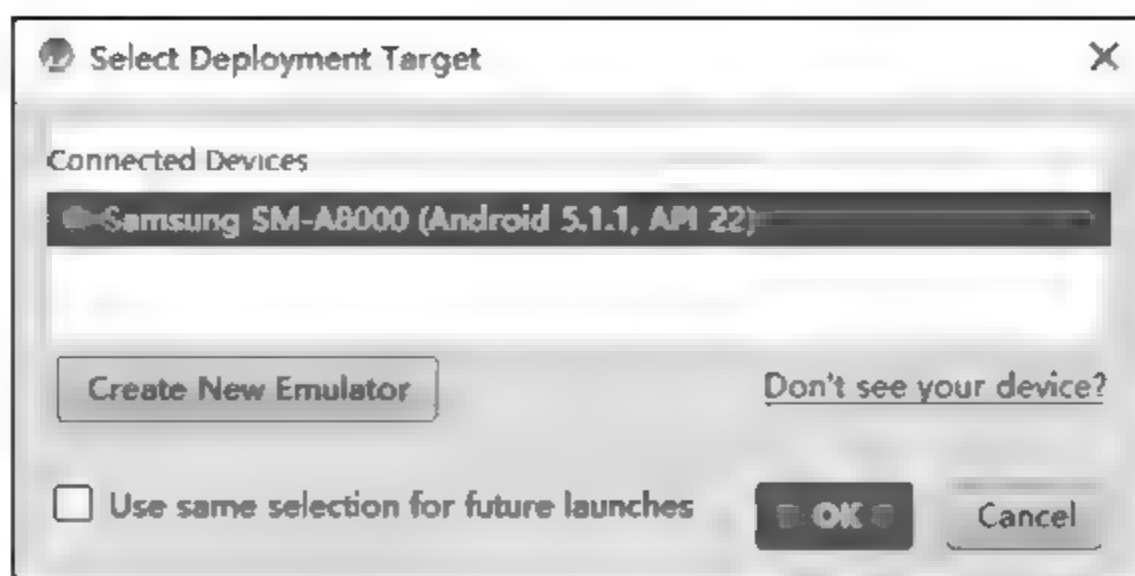 Select Deployment Target
Connected Devices
Samsung SM-A8000 (Android 5.1.1, API 22)
Create New Emulator
Don't see your device?
Use same selection for future launches
OK
Cancel